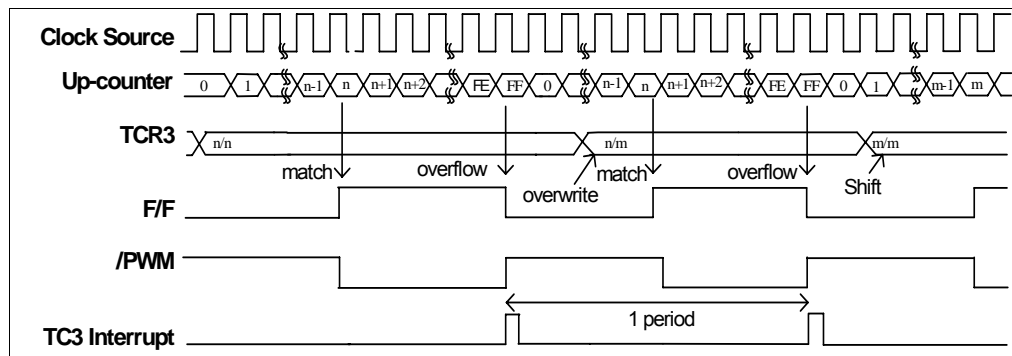 Clock Source
Up-counter 0 1 n-1 n n+1 n+2 FE FF 0 n-1 n n+1 n+2 FE FF 0 1 m-1 m
TCR3 n/n n/m m/m
match overflow overwrite match overflow Shift
F/F
/PWM
1 period
TC3 Interrupt